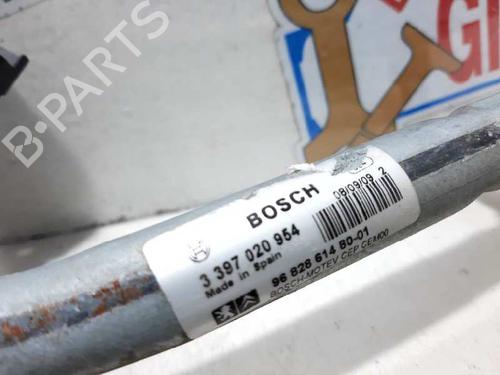 B-PARTS
GI
BOSCH
08/09/09 2
3 397 020 954
Made in Spain
96 828 614 80-01
BOSCH-MOTEV CEP CEM00